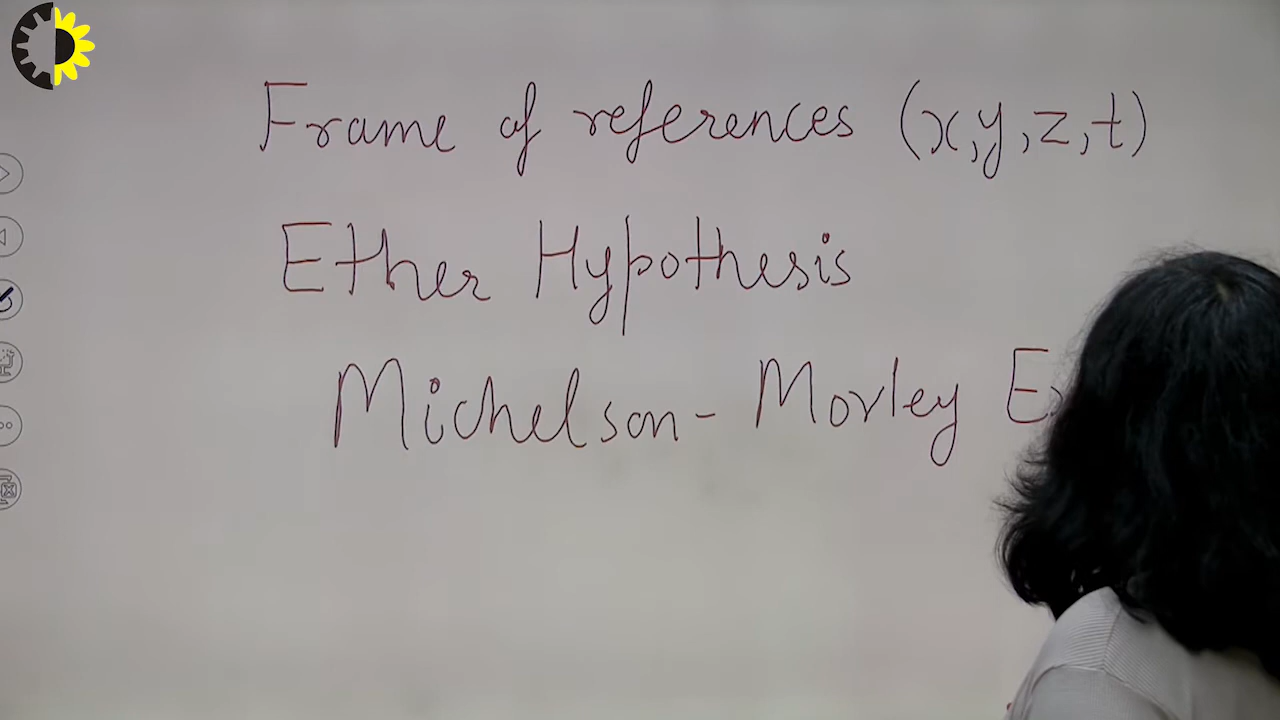 Frame of references (x,y,z,t)
Ether Hypothesis
Michelson- Morley